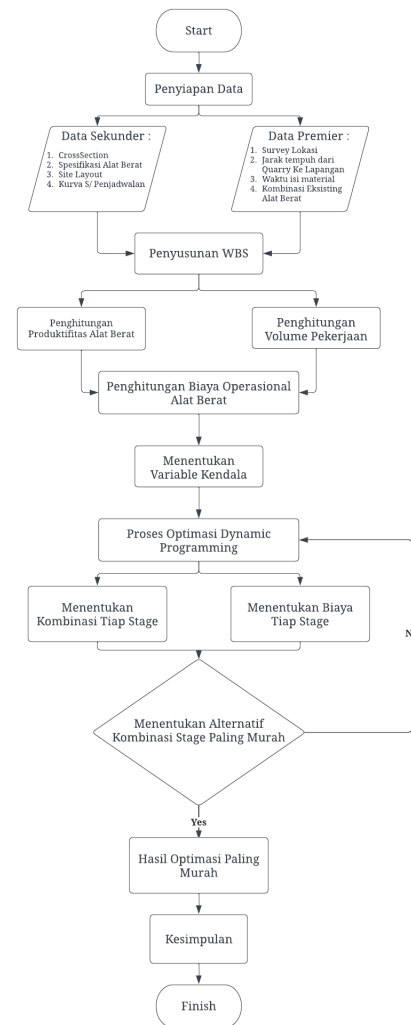 Start
Penyiapan Data
Data Sekunder :
1. CrossSection
2. Spesifikasi Alat Berat
3. Site Layout
4. Kurva S/ Penjadwalan
Data Premier :
1. Survey Lokasi
2. Jarak tempuh dari
Quarry Ke Lapangan
3. Waktu isi material
4. Kombinasi Eksisting
Alat Berat
Penyusunan WBS
Penghitungan
Produktifitas Alat Berat
Penghitungan
Volume Pekerjaan
Penghitungan Biaya Operasional
Alat Berat
Menentukan
Variable Kendala
Proses Optimasi Dynamic
Programming
Menentukan
Kombinasi Tiap Stage
Menentukan Biaya
Tiap Stage
N
Menentukan Alternatif
Kombinasi Stage Paling Murah
Yes
Hasil Optimasi Paling
Murah
Kesimpulan
Finish